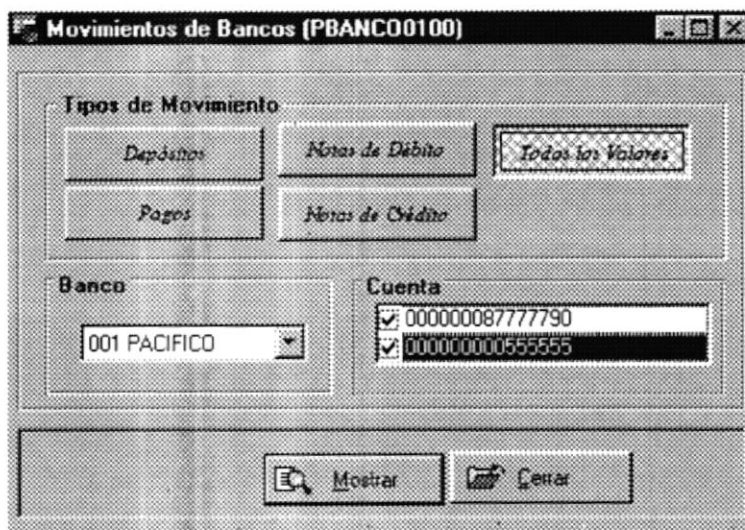 Movimientos de Bancos (PBANCO0100)
Tipos de Movimiento
Depósitos
Notas de Débito
Todos los Valores
Pagos
Notas de Crédito
Banco
Cuenta
001 PACIFICO
000000087777790
000000000555555
Mostrar
Cerrar